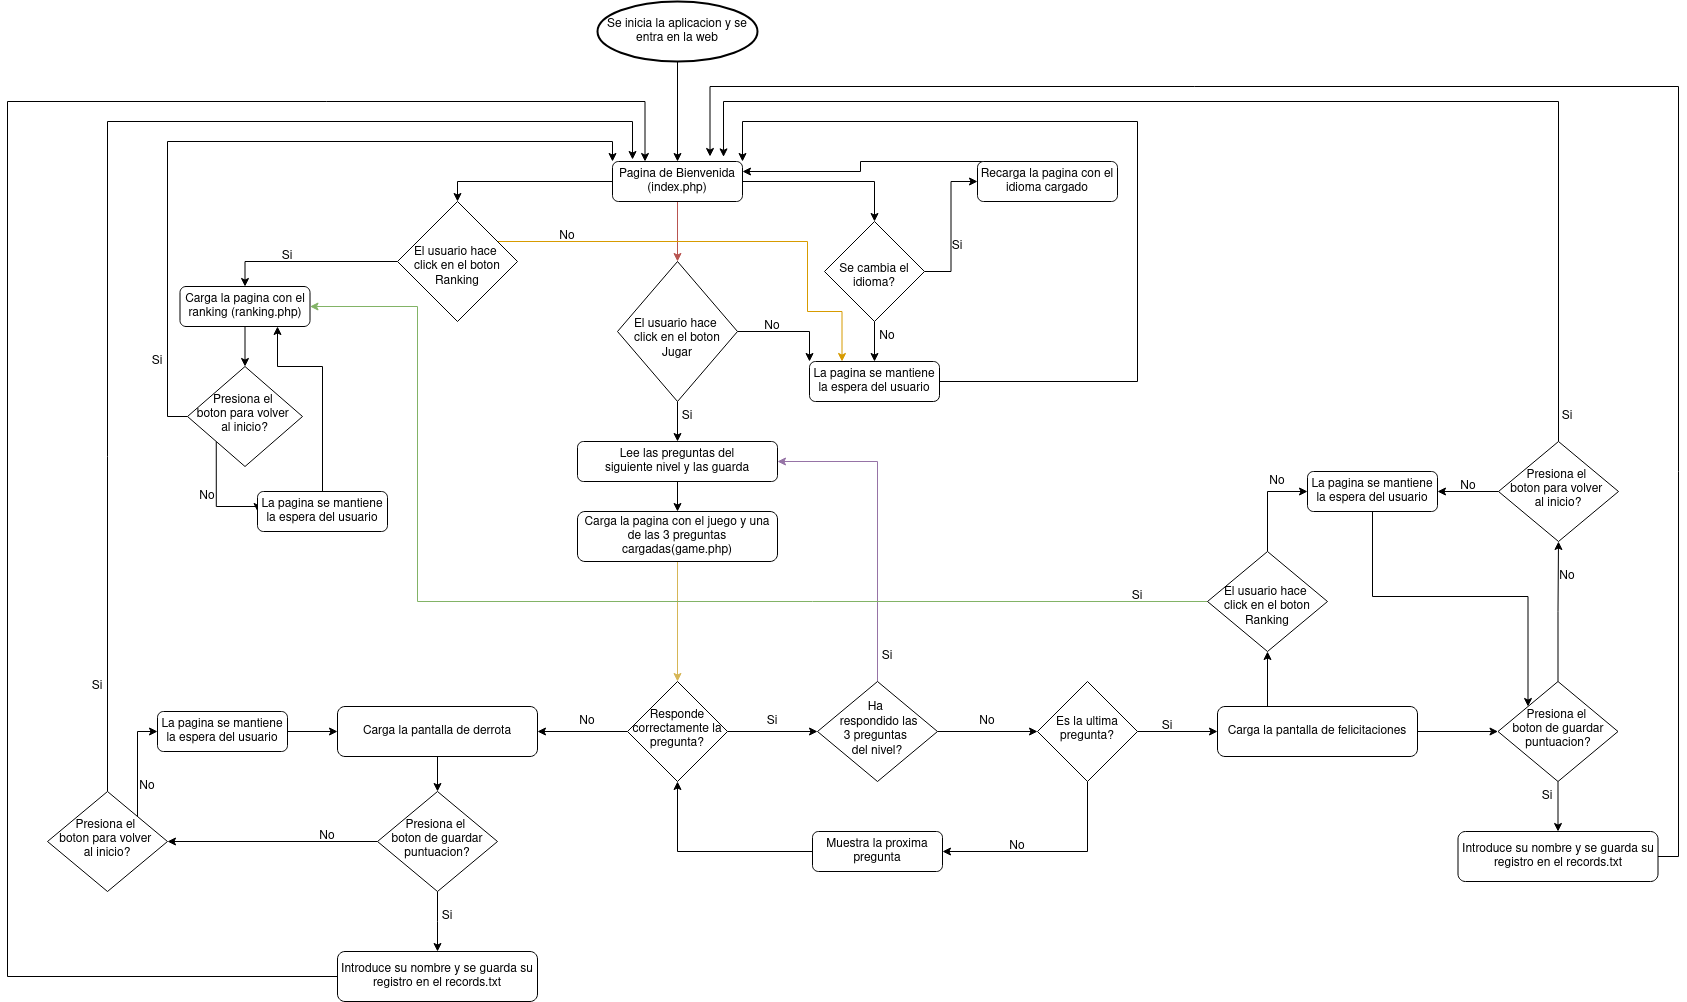 Se inicia la aplicacion y se
entra en la web
Pagina de Bienvenida
(index.php)
Recarga la pagina con el
idioma cargado
El usuario hace
click en el boton
Ranking
No
Si
Se cambia el
idioma?
Si
No
Carga la pagina con el
ranking (ranking.php)
El usuario hace
click en el boton
Jugar
No
Si
La pagina se mantiene
la espera del usuario
Si
Presiona el
boton para volver
al inicio?
No
La pagina se mantiene
la espera del usuario
Lee las preguntas del
siguiente nivel y las guarda
Carga la pagina con el juego y una
de las 3 preguntas
cargadas(game.php)
Si
Presiona el
boton para volver
al inicio?
No
La pagina se mantiene
la espera del usuario
No
No
El usuario hace
click en el boton
Ranking
Si
Si
Si
La pagina se mantiene
la espera del usuario
Carga la pantalla de derrota
No
Responde
correctamente la
pregunta?
Si
Ha
respondido las
3 preguntas
del nivel?
No
Es la ultima
pregunta?
Si
Carga la pantalla de felicitaciones
Presiona el
boton de guardar
puntuacion?
No
Si
Presiona el
boton para volver
al inicio?
No
Presiona el
boton de guardar
puntuacion?
Muestra la proxima
pregunta
No
Introduce su nombre y se guarda su
registro en el records.txt
Si
Introduce su nombre y se guarda su
registro en el records.txt